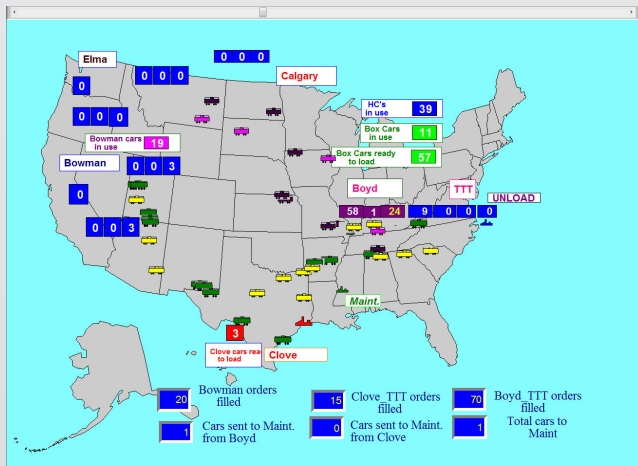 Elma
0 0 0
0 0 0
Calgary
0
HC's
in use
39
0 0 0
Box Cars
in use
11
Bowman cars
in use
19
Box Cars ready
to load
57
Bowman
0 0 3
Boyd
TTT
0
UNLOAD
58 1 24 9 0 0 0
0 0 3
Maint.
3
Clove cars rea
to load
Clove
20
Bowman orders
filled
15
Clove_TTT orders
filled
70
Boyd_TTT orders
filled
1
Cars sent to Maint.
from Boyd
0
Cars sent to Maint.
from Clove
1
Total cars to
Maint